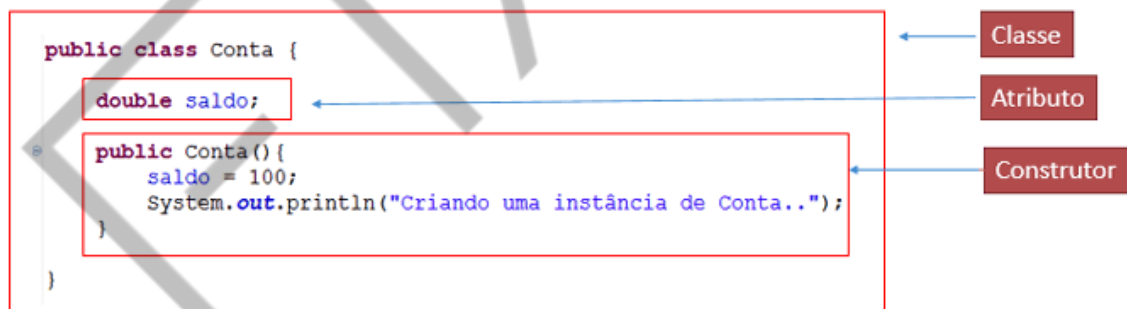 public class Conta {
Classe
double saldo;
Atributo
public Conta(){
saldo = 100;
Construtor
System.out.println("Criando uma instância de Conta..");
}
}